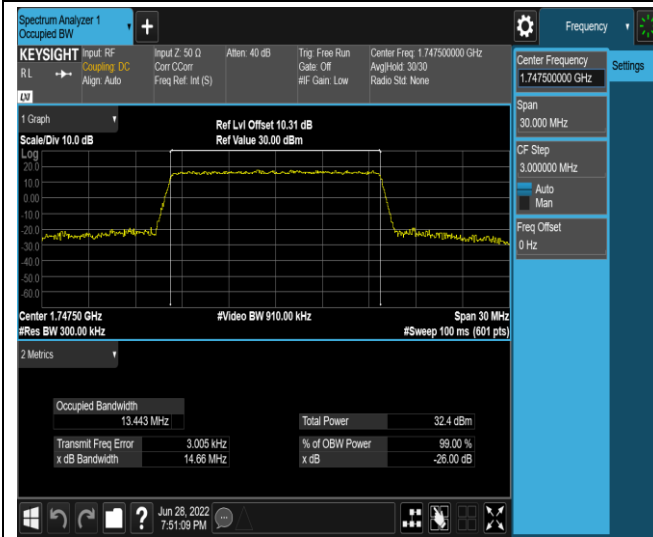 Spectrum Analyzer 1
Occupied BW
+
Frequency
KEYSIGHT
R L
Input: RF
Coupling: DC
Align: Auto
Input Z: 50 Ω
Corr CCorr
Freq Ref: Int (S)
Atten: 40 dB
Trig: Free Run
Gate: Off
#IF Gain: Low
Center Freq: 1.747500000 GHz
Avg|Hold: 30/30
Radio Std: None
LXI
Center Frequency
1.747500000 GHz
Settings
Span
30.000 MHz
CF Step
3.000000 MHz
Auto
Man
Freq Offset
0 Hz
1 Graph
Scale/Div 10.0 dB
Ref Lvl Offset 10.31 dB
Ref Value 30.00 dBm
Log
20.0
10.0
0.00
-10.0
-20.0
-30.0
-40.0
-50.0
-60.0
Center 1.74750 GHz
#Video BW 910.00 kHz
Span 30 MHz
#Res BW 300.00 kHz
#Sweep 100 ms (601 pts)
2 Metrics
Occupied Bandwidth
13.443 MHz
Total Power 32.4 dBm
Transmit Freq Error 3.005 kHz
% of OBW Power 99.00 %
x dB Bandwidth 14.66 MHz
x dB -26.00 dB
?
Jun 28, 2022
7:51:09 PM